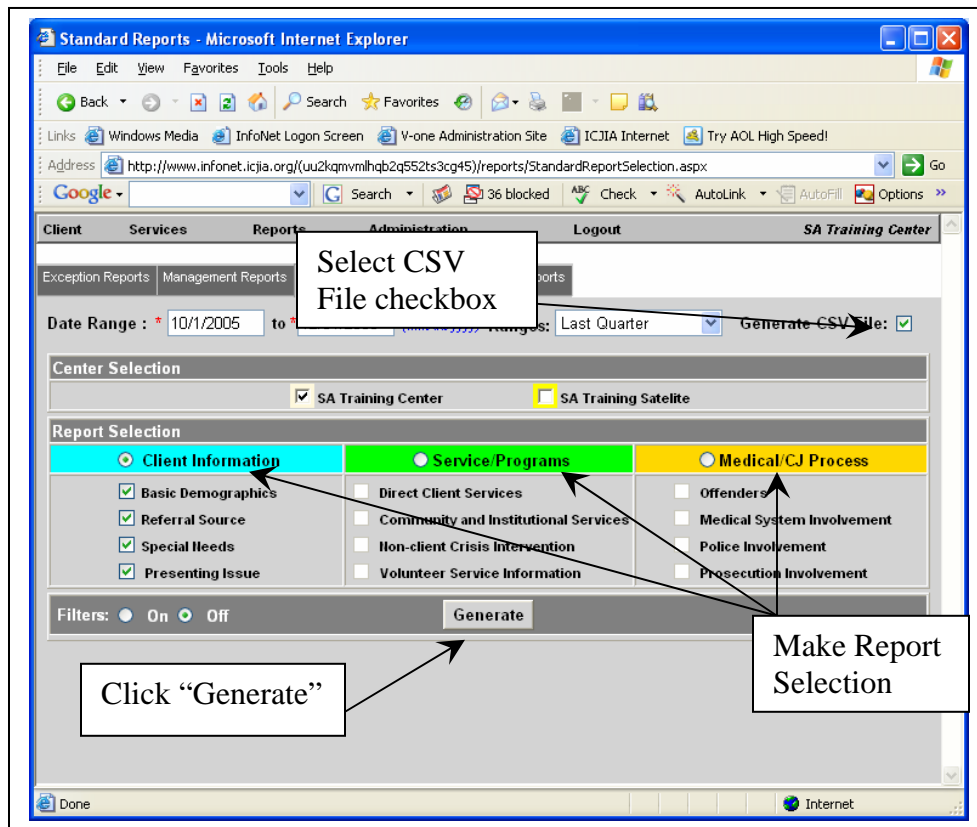 Standard Reports - Microsoft Internet Explorer
File Edit View Favorites Tools Help
Back Search Favorites
Links Windows Media InfoNet Logon Screen V-one Administration Site ICJIA Internet Try AOL High Speed!
Address http://www.infonet.icjia.org/(uu2kqmvmlhqb2q552ts3cg45)/reports/StandardReportSelection.aspx Go
Google Search 36 blocked ABC Check AutoLink AutoFill Options »
Client Services Reports Administration Logout SA Training Center
Select CSV
File checkbox
Exception Reports Management Reports
Date Range : * 10/1/2005 to * Ranges: Last Quarter Generate CSV File:
Center Selection
SA Training Center SA Training Satelite
Report Selection
Client Information Service/Programs Medical/CJ Process
Basic Demographics Direct Client Services Offenders
Referral Source Community and Institutional Services Medical System Involvement
Special Needs Non-client Crisis Intervention Police Involvement
Presenting Issue Volunteer Service Information Prosecution Involvement
Filters: On Off Generate
Make Report
Selection
Click “Generate”
Done Internet